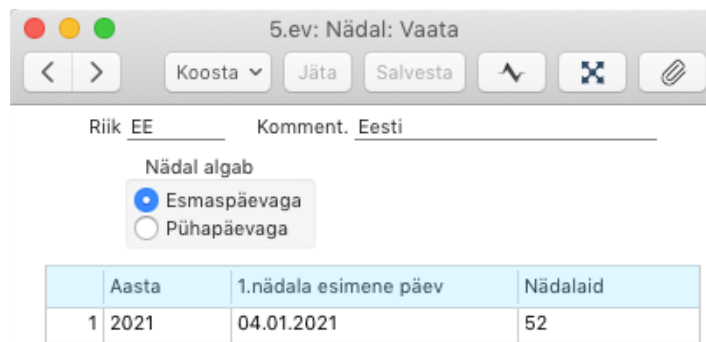 5.ev: Nädal: Vaata
Koosta Jäta Salvesta
Riik EE Komment. Eesti
Nädal algab
Esmaspäevaga
Pühapäevaga
Aasta 1.nädala esimene päev Nädalaid
1 2021 04.01.2021 52